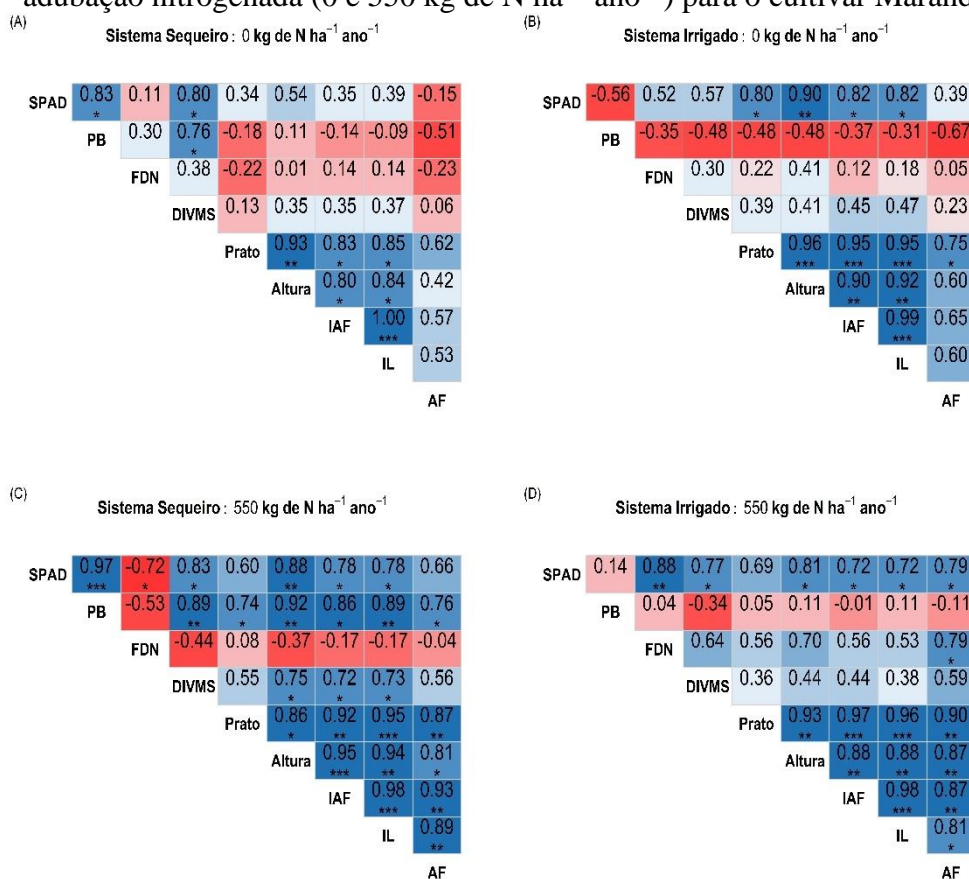 adubação nitrogenada (0 e 550 kg de N ha⁻¹ ano⁻¹) para o cultivar Marand
(A)
Sistema Sequeiro : 0 kg de N ha⁻¹ ano⁻¹
SPAD 0.83 0.11 0.80 0.34 0.54 0.35 0.39 -0.15
* *
PB 0.30 0.76 -0.18 0.11 -0.14 -0.09 -0.51
*
FDN 0.38 -0.22 0.01 0.14 0.14 -0.23
DIVMS 0.13 0.35 0.35 0.37 0.06
Prato 0.93 0.83 0.85 0.62
** * *
Altura 0.80 0.84 0.42
* *
IAF 1.00 0.57
***
IL 0.53
AF
(B)
Sistema Irrigado : 0 kg de N ha⁻¹ ano⁻¹
SPAD -0.56 0.52 0.57 0.80 0.90 0.82 0.82 0.39
* ** * *
PB -0.35 -0.48 -0.48 -0.48 -0.37 -0.31 -0.67
FDN 0.30 0.22 0.41 0.12 0.18 0.05
DIVMS 0.39 0.41 0.45 0.47 0.23
Prato 0.96 0.95 0.95 0.75
*** *** *** *
Altura 0.90 0.92 0.60
** **
IAF 0.99 0.65
***
IL 0.60
AF
(C)
Sistema Sequeiro : 550 kg de N ha⁻¹ ano⁻¹
SPAD 0.97 -0.72 0.83 0.60 0.88 0.78 0.78 0.66
*** * * ** * *
PB -0.53 0.89 0.74 0.92 0.86 0.89 0.76
** * ** * ** *
FDN -0.44 0.08 -0.37 -0.17 -0.17 -0.04
DIVMS 0.55 0.75 0.72 0.73 0.56
* * *
Prato 0.86 0.92 0.95 0.87
* ** *** **
Altura 0.95 0.94 0.81
*** ** *
IAF 0.98 0.93
*** **
IL 0.89
**
AF
(D)
Sistema Irrigado : 550 kg de N ha⁻¹ ano⁻¹
SPAD 0.14 0.88 0.77 0.69 0.81 0.72 0.72 0.79
** * * * * *
PB 0.04 -0.34 0.05 0.11 -0.01 0.11 -0.11
FDN 0.64 0.56 0.70 0.56 0.53 0.79
*
DIVMS 0.36 0.44 0.44 0.38 0.59
Prato 0.93 0.97 0.96 0.90
** *** *** **
Altura 0.88 0.88 0.87
** ** **
IAF 0.98 0.87
*** **
IL 0.81
*
AF